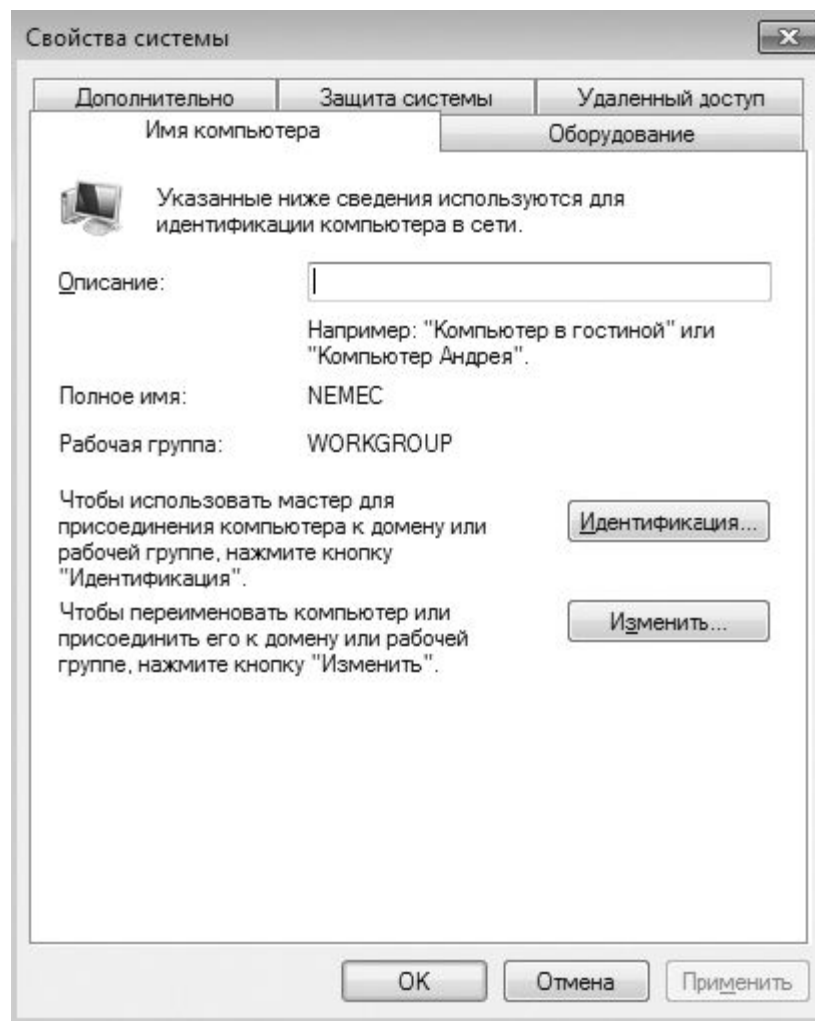 Свойства системы
Дополнительно Защита системы Удаленный доступ
Имя компьютера Оборудование
Указанные ниже сведения используются для
идентификации компьютера в сети.
Описание:
Например: "Компьютер в гостиной" или
"Компьютер Андрея".
Полное имя: NEMEC
Рабочая группа: WORKGROUP
Чтобы использовать мастер для
присоединения компьютера к домену или
рабочей группе, нажмите кнопку
"Идентификация".
Идентификация...
Чтобы переименовать компьютер или
присоединить его к домену или рабочей
группе, нажмите кнопку "Изменить".
Изменить...
OK Отмена Применить